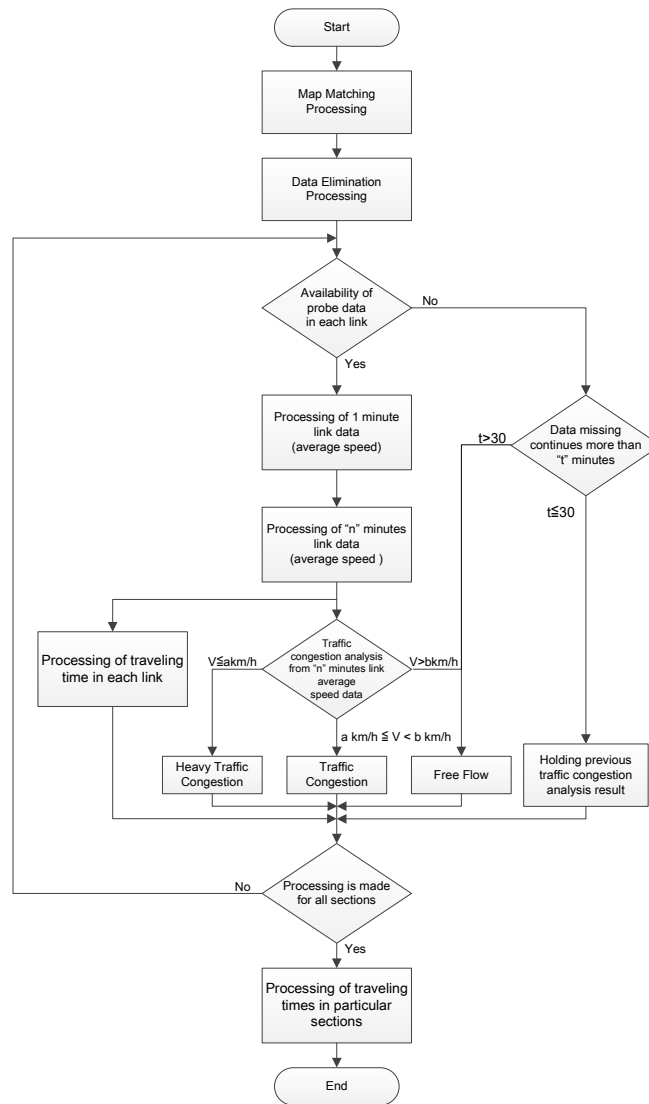 Start
Map Matching
Processing
Data Elimination
Processing
Availability of
probe data
in each link
No
Yes
Processing of 1 minute
link data
(average speed)
t>30
Data missing
continues more than
“t” minutes
t≦30
Processing of “n” minutes
link data
(average speed )
Processing of traveling
time in each link
V≦akm/h
Traffic
congestion analysis
from “n” minutes link
average
speed data
V>bkm/h
a km/h ≦ V < b km/h
Heavy Traffic
Congestion
Traffic
Congestion
Free Flow
Holding previous
traffic congestion
analysis result
No
Processing is made
for all sections
Yes
Processing of traveling
times in particular
sections
End